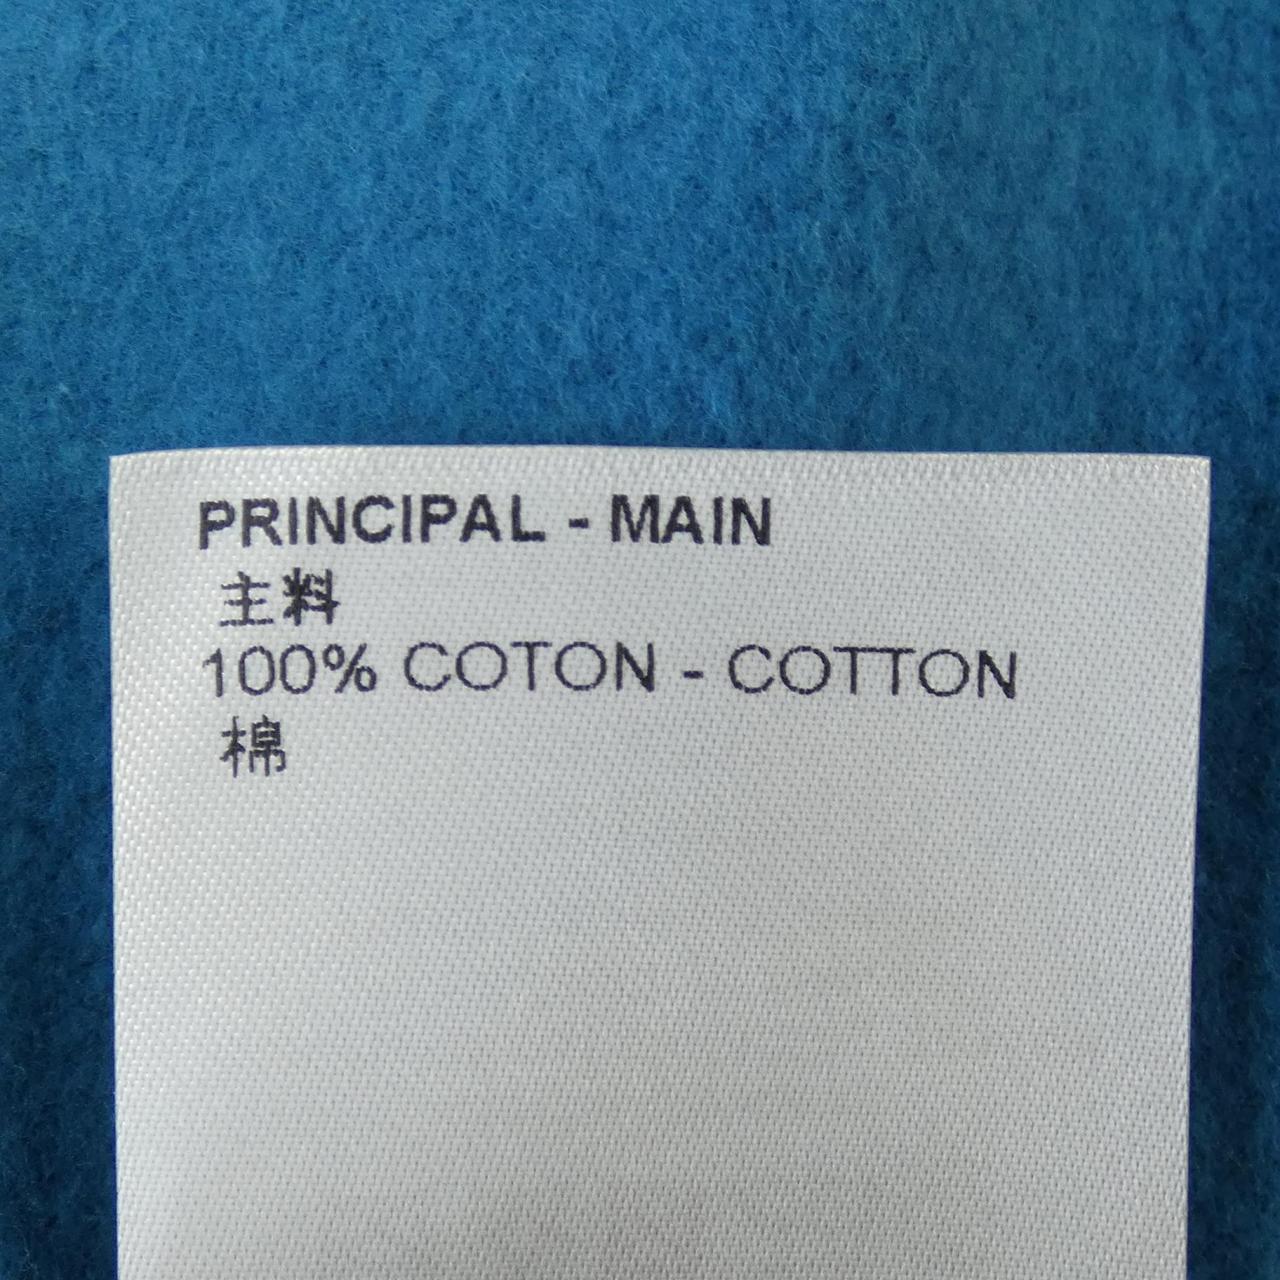 PRINCIPAL - MAIN
主料
100% COTON - COTTON
棉